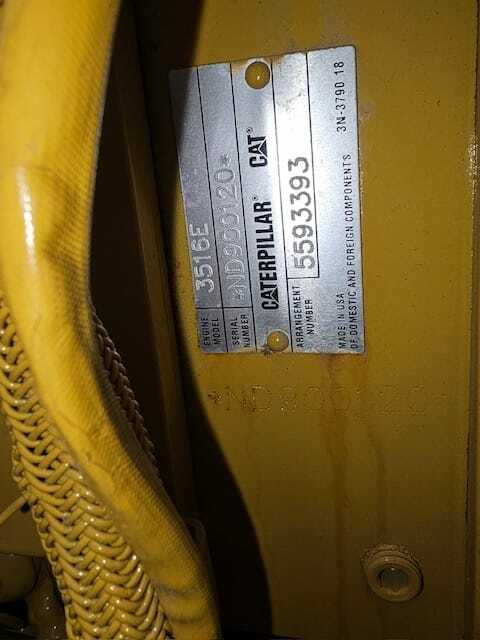 ENGINE MODEL 3516E
SERIAL NUMBER *ND900120*
CATERPILLAR® CAT®
ARRANGEMENT NUMBER 5593393
MADE IN USA
OF DOMESTIC AND FOREIGN COMPONENTS 3N-3790 18
*ND900120*